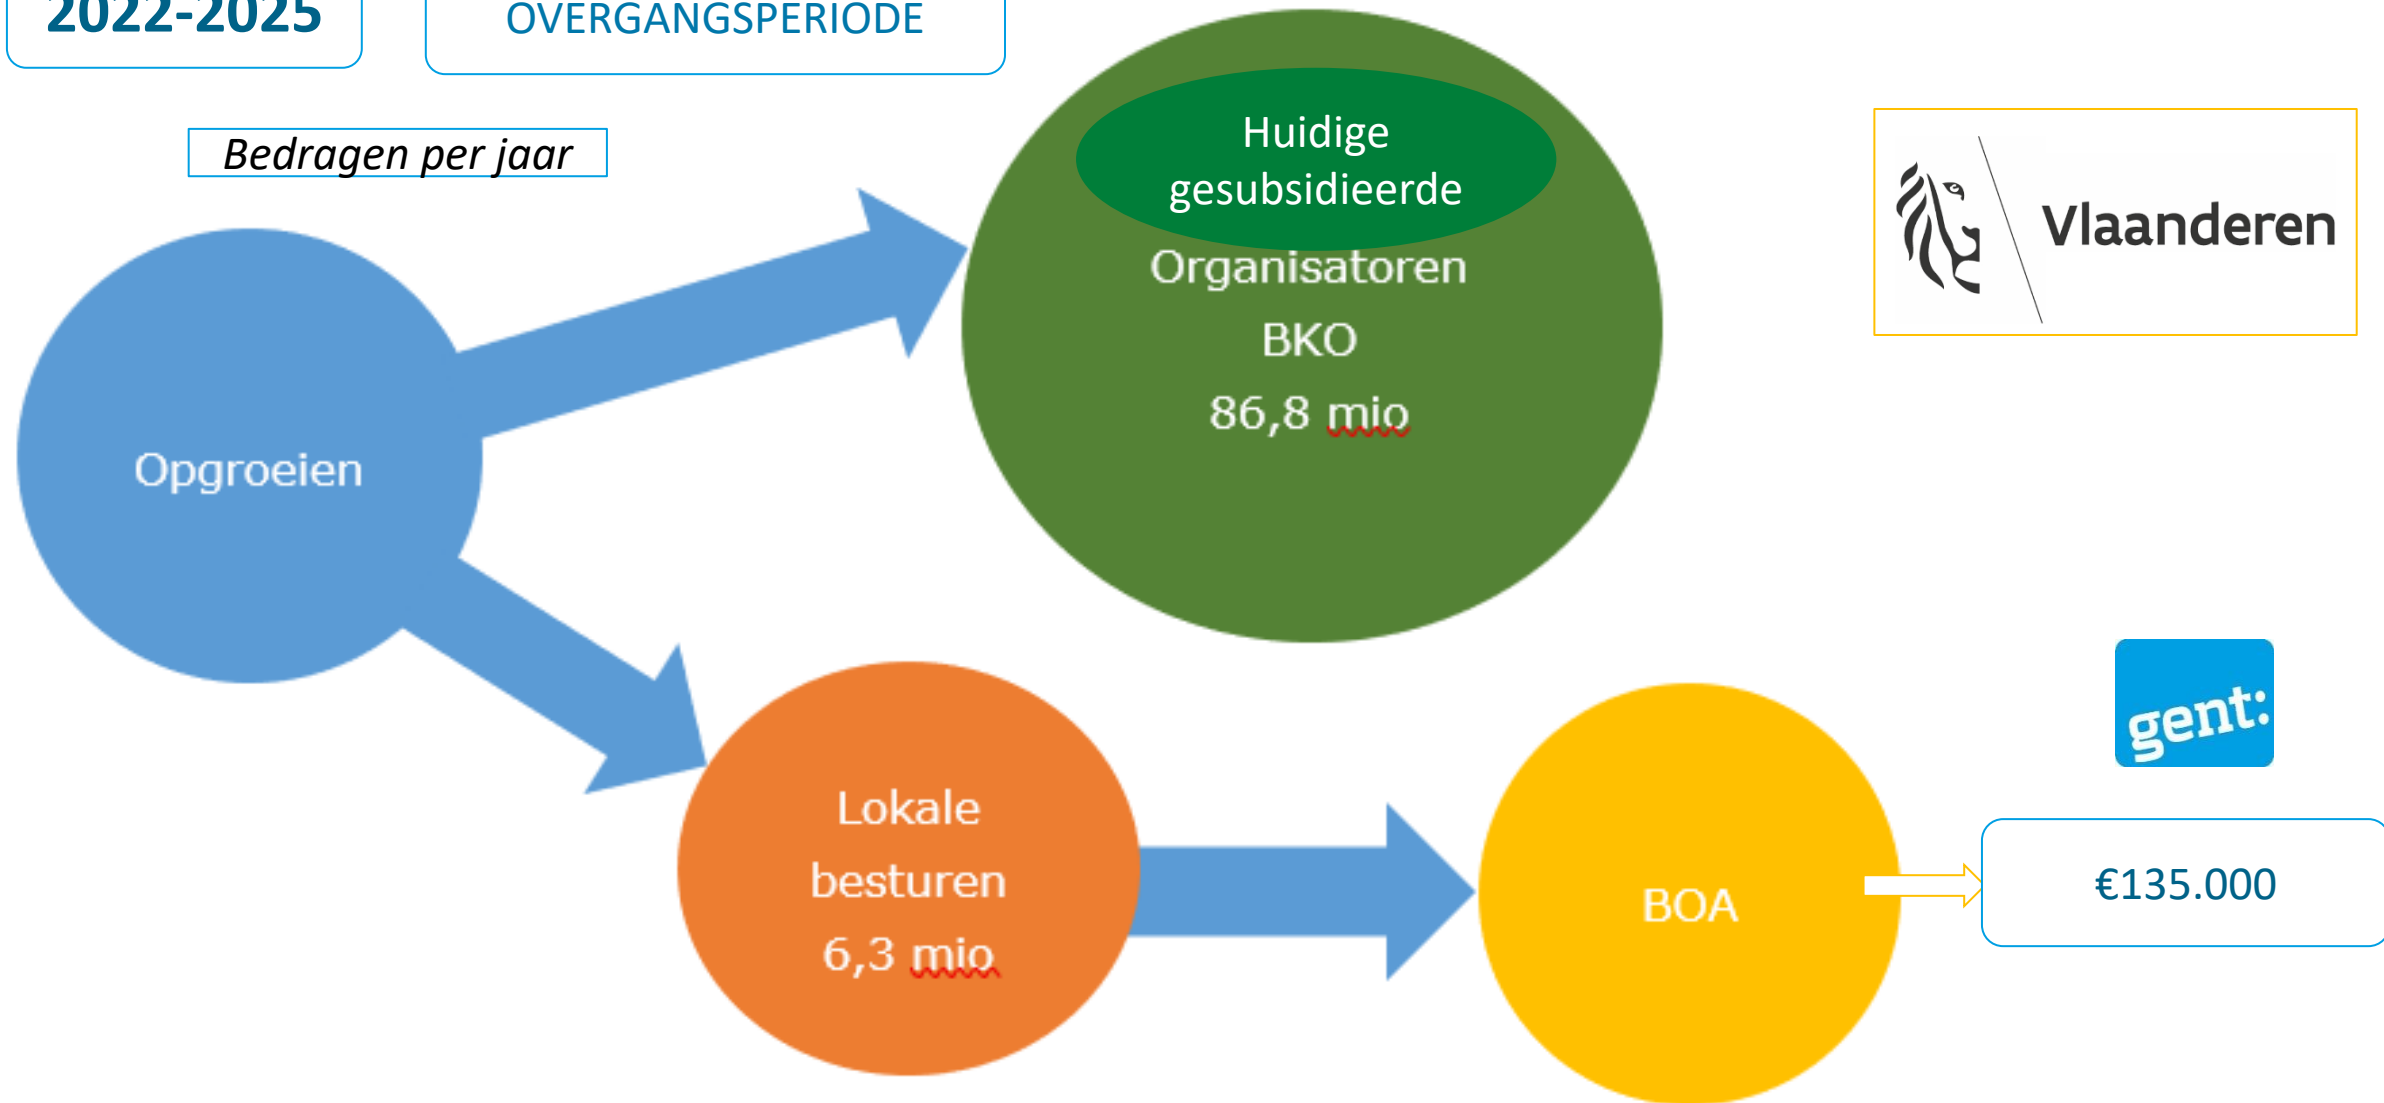 2022-2025
OVERGANGSPERIODE
Bedragen per jaar
Huidige
gesubsidieerde
Organisatoren
BKO
86,8 mio
Vlaanderen
Opgroeien
gent:
Lokale
besturen
6,3 mio
BOA
€135.000